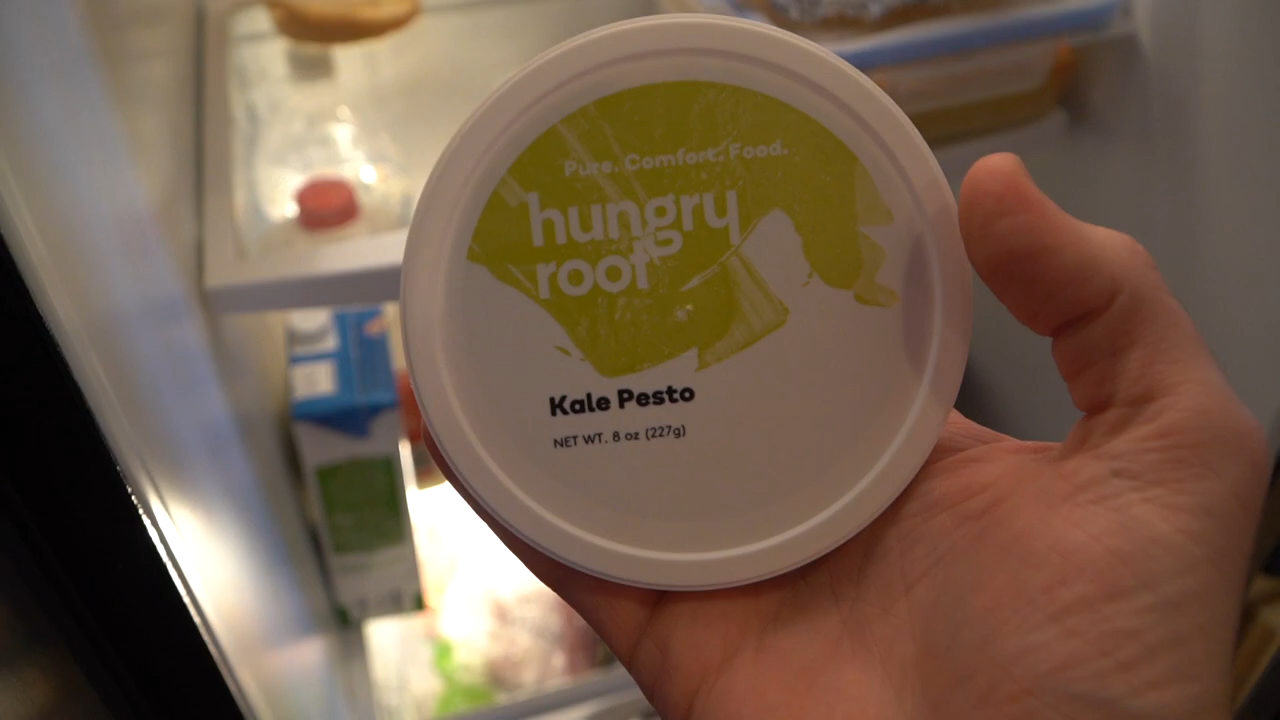 Pure. Comfort. Food.
hungry
root
Kale Pesto
NET WT. 8 oz (227g)